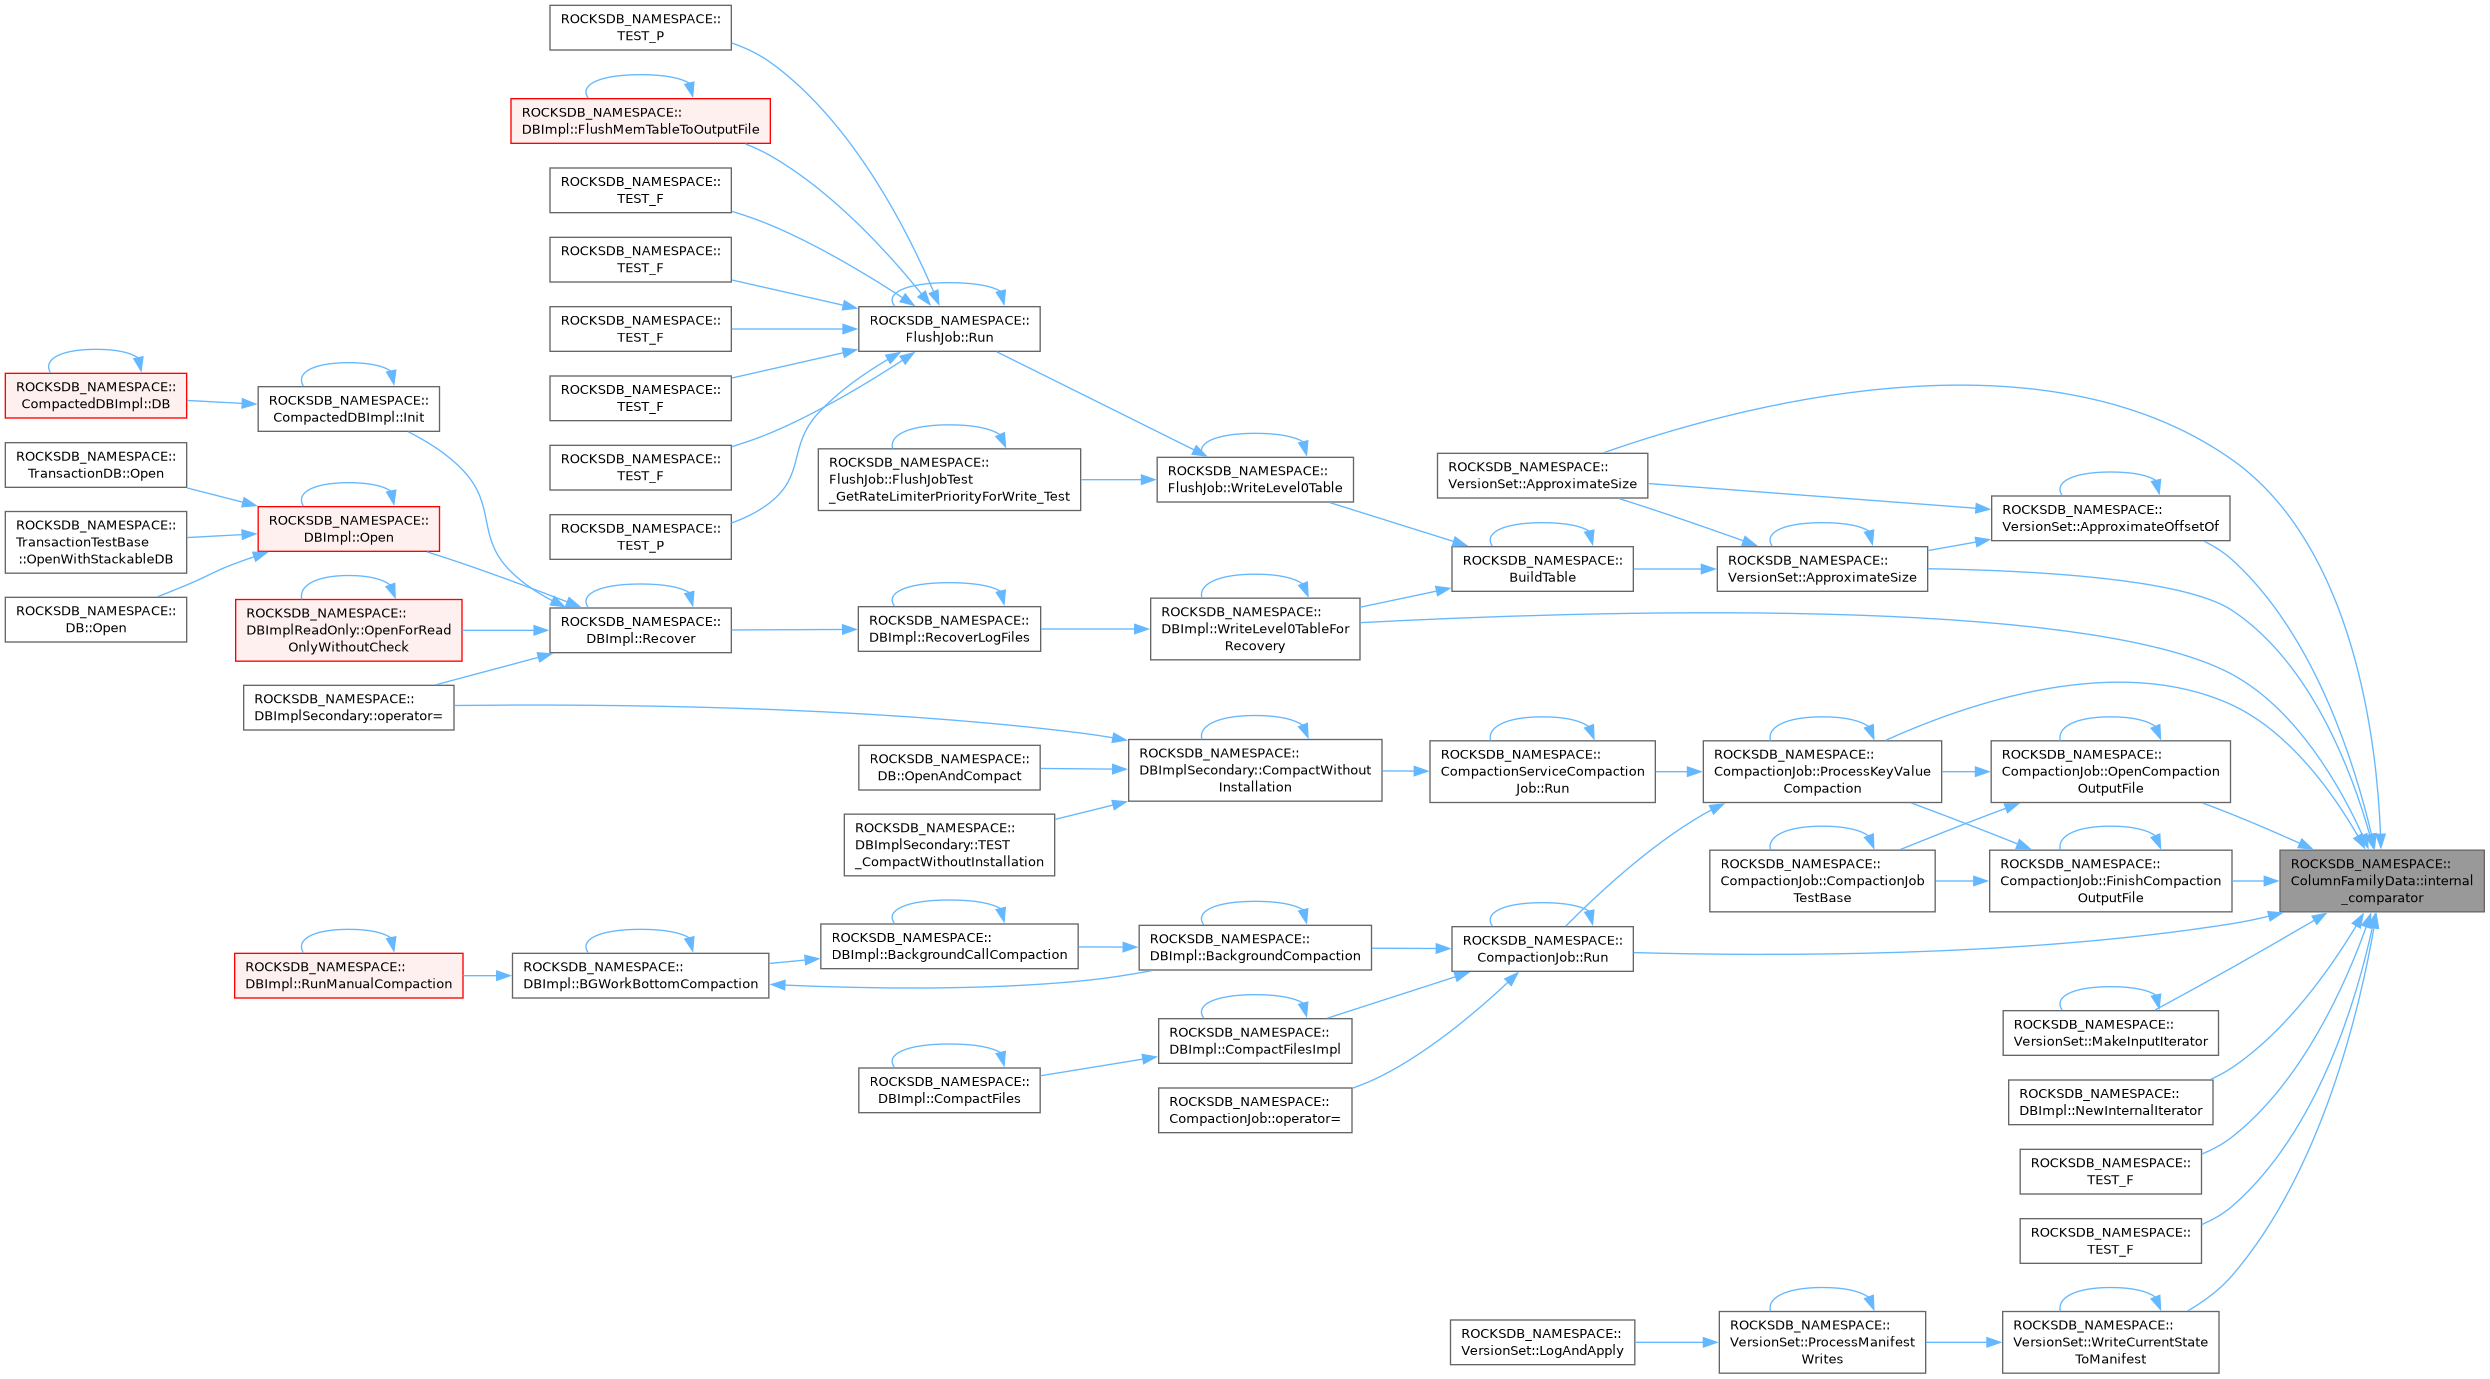 ROCKSDB_NAMESPACE::
TEST_P
ROCKSDB_NAMESPACE::
DBImpl::FlushMemTableToOutputFile
ROCKSDB_NAMESPACE::
TEST_F
ROCKSDB_NAMESPACE::
TEST_F
ROCKSDB_NAMESPACE::
TEST_F
ROCKSDB_NAMESPACE::
TEST_F
ROCKSDB_NAMESPACE::
TEST_F
ROCKSDB_NAMESPACE::
TEST_P
ROCKSDB_NAMESPACE::
FlushJob::Run
ROCKSDB_NAMESPACE::
CompactedDBImpl::DB
ROCKSDB_NAMESPACE::
CompactedDBImpl::Init
ROCKSDB_NAMESPACE::
TransactionDB::Open
ROCKSDB_NAMESPACE::
TransactionTestBase
::OpenWithStackableDB
ROCKSDB_NAMESPACE::
DB::Open
ROCKSDB_NAMESPACE::
DBImpl::Open
ROCKSDB_NAMESPACE::
DBImplReadOnly::OpenForRead
OnlyWithoutCheck
ROCKSDB_NAMESPACE::
DBImplSecondary::operator=
ROCKSDB_NAMESPACE::
DBImpl::Recover
ROCKSDB_NAMESPACE::
FlushJob::FlushJobTest
_GetRateLimiterPriorityForWrite_Test
ROCKSDB_NAMESPACE::
FlushJob::WriteLevel0Table
ROCKSDB_NAMESPACE::
DBImpl::RecoverLogFiles
ROCKSDB_NAMESPACE::
DBImpl::WriteLevel0TableFor
Recovery
ROCKSDB_NAMESPACE::
VersionSet::ApproximateSize
ROCKSDB_NAMESPACE::
BuildTable
ROCKSDB_NAMESPACE::
VersionSet::ApproximateSize
ROCKSDB_NAMESPACE::
VersionSet::ApproximateOffsetOf
ROCKSDB_NAMESPACE::
DB::OpenAndCompact
ROCKSDB_NAMESPACE::
DBImplSecondary::TEST
_CompactWithoutInstallation
ROCKSDB_NAMESPACE::
DBImplSecondary::CompactWithout
Installation
ROCKSDB_NAMESPACE::
CompactionServiceCompaction
Job::Run
ROCKSDB_NAMESPACE::
CompactionJob::ProcessKeyValue
Compaction
ROCKSDB_NAMESPACE::
CompactionJob::OpenCompaction
OutputFile
ROCKSDB_NAMESPACE::
CompactionJob::CompactionJob
TestBase
ROCKSDB_NAMESPACE::
CompactionJob::FinishCompaction
OutputFile
ROCKSDB_NAMESPACE::
ColumnFamilyData::internal
_comparator
ROCKSDB_NAMESPACE::
DBImpl::RunManualCompaction
ROCKSDB_NAMESPACE::
DBImpl::BGWorkBottomCompaction
ROCKSDB_NAMESPACE::
DBImpl::BackgroundCallCompaction
ROCKSDB_NAMESPACE::
DBImpl::BackgroundCompaction
ROCKSDB_NAMESPACE::
CompactionJob::Run
ROCKSDB_NAMESPACE::
DBImpl::CompactFilesImpl
ROCKSDB_NAMESPACE::
DBImpl::CompactFiles
ROCKSDB_NAMESPACE::
CompactionJob::operator=
ROCKSDB_NAMESPACE::
VersionSet::MakeInputIterator
ROCKSDB_NAMESPACE::
DBImpl::NewInternalIterator
ROCKSDB_NAMESPACE::
TEST_F
ROCKSDB_NAMESPACE::
TEST_F
ROCKSDB_NAMESPACE::
VersionSet::LogAndApply
ROCKSDB_NAMESPACE::
VersionSet::ProcessManifest
Writes
ROCKSDB_NAMESPACE::
VersionSet::WriteCurrentState
ToManifest